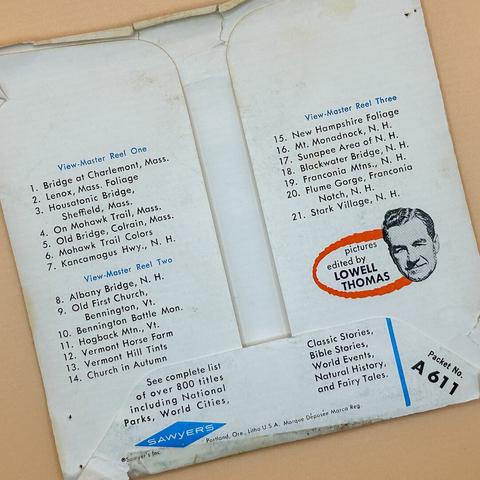 View-Master Reel One
1. Bridge at Charlemont, Mass.
2. Lenox, Mass. Foliage
3. Housatonic Bridge,
Sheffield, Mass.
4. On Mohawk Trail, Mass.
5. Old Bridge, Colrain, Mass.
6. Mohawk Trail Colors
7. Kancamagus Hwy., N. H.
View-Master Reel Two
8. Albany Bridge, N. H.
9. Old First Church,
Bennington, Vt.
10. Bennington Battle Mon.
11. Hogback Mtn., Vt.
12. Vermont Horse Farm
13. Vermont Hill Tints
14. Church in Autumn
View-Master Reel Three
15. New Hampshire Foliage
16. Mt. Monadnock, N. H.
17. Sunapee Area of N. H.
18. Blackwater Bridge, N. H.
19. Franconia Mtns., N. H.
20. Flume Gorge, Franconia
Notch, N. H.
21. Stark Village, N. H.
pictures
edited by
LOWELL
THOMAS
See complete list
of over 800 titles
including National
Parks, World Cities,
Classic Stories,
Bible Stories,
World Events,
Natural History,
and Fairy Tales.
Packet No.
A 611
SAWYERS
Portland, Ore., Litho U.S.A. Marque Déposée Marca Reg.
©Sawyer's Inc.